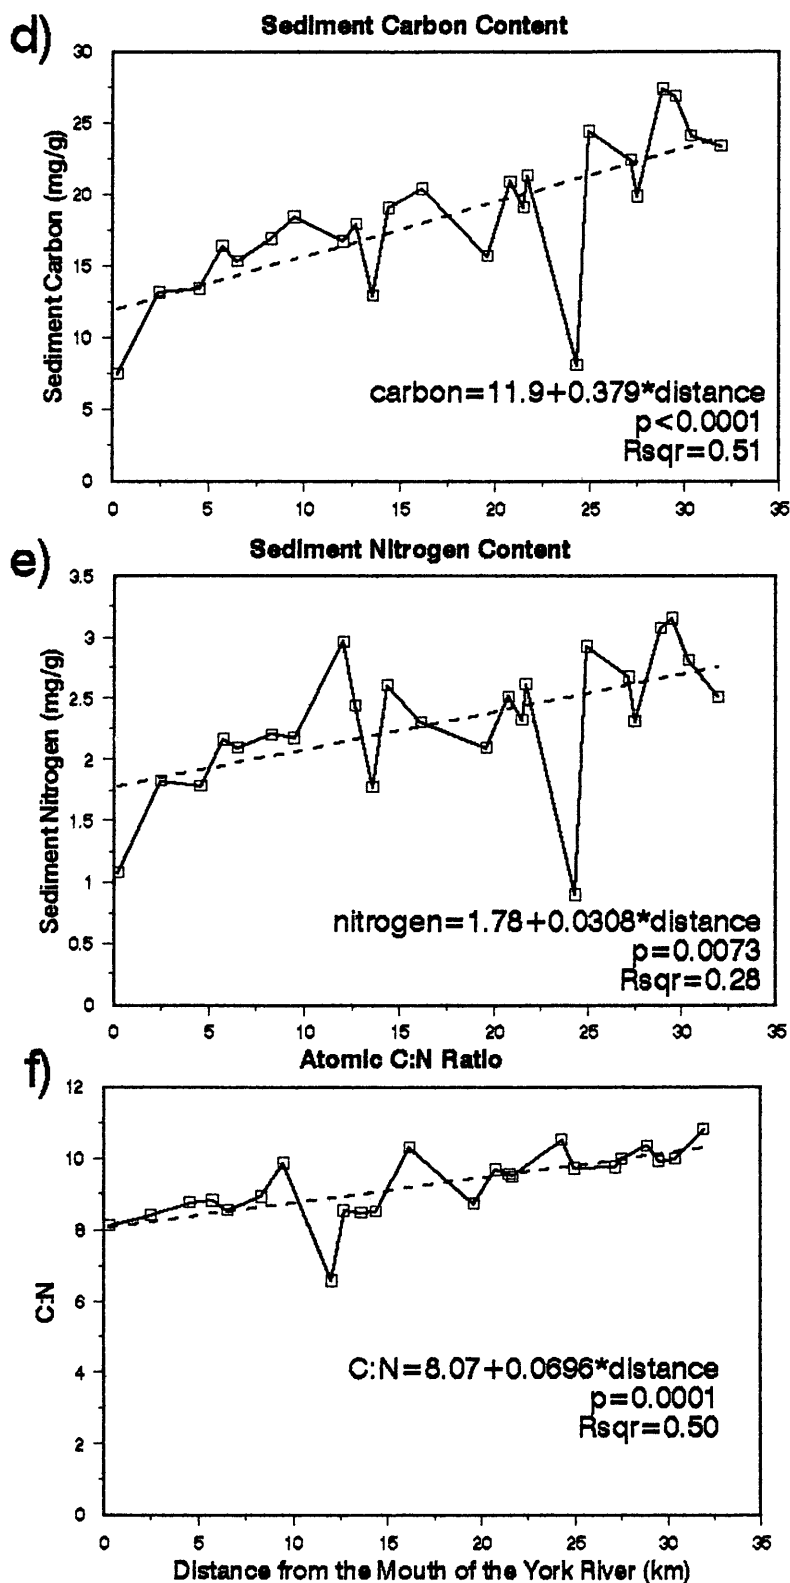 d)
Sediment Carbon Content
Sediment Carbon (mg/g)
30
25
20
15
10
5
0
carbon=11.9+0.379*distance
p<0.0001
Rsqr=0.51
0 5 10 15 20 25 30 35
e)
Sediment Nitrogen Content
Sediment Nitrogen (mg/g)
3.5
3
2.5
2
1.5
1
0.5
0
nitrogen=1.78+0.0308*distance
p=0.0073
Rsqr=0.28
0 5 10 15 20 25 30 35
f)
Atomic C:N Ratio
C:N
12
10
8
6
4
2
0
C:N=8.07+0.0696*distance
p=0.0001
Rsqr=0.50
0 5 10 15 20 25 30 35
Distance from the Mouth of the York River (km)